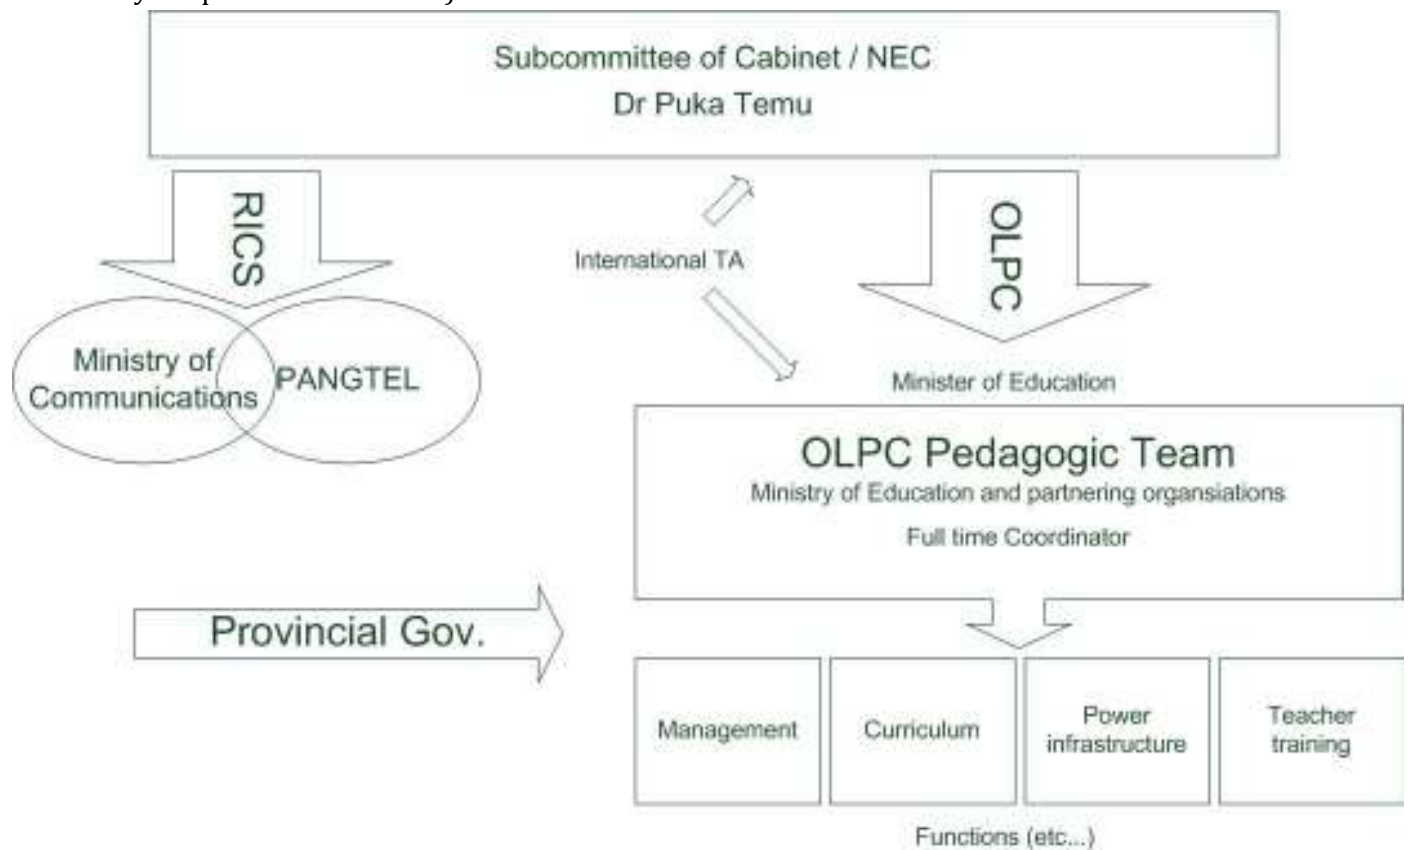 Subcommittee of Cabinet / NEC
Dr Puka Temu
RICS
OLPC
International TA
Ministry of
Communications
PANGTEL
Minister of Education
OLPC Pedagogic Team
Ministry of Education and partnering organsiations
Full time Coordinator
Provincial Gov.
Management
Curriculum
Power
infrastructure
Teacher
training
Functions (etc...)